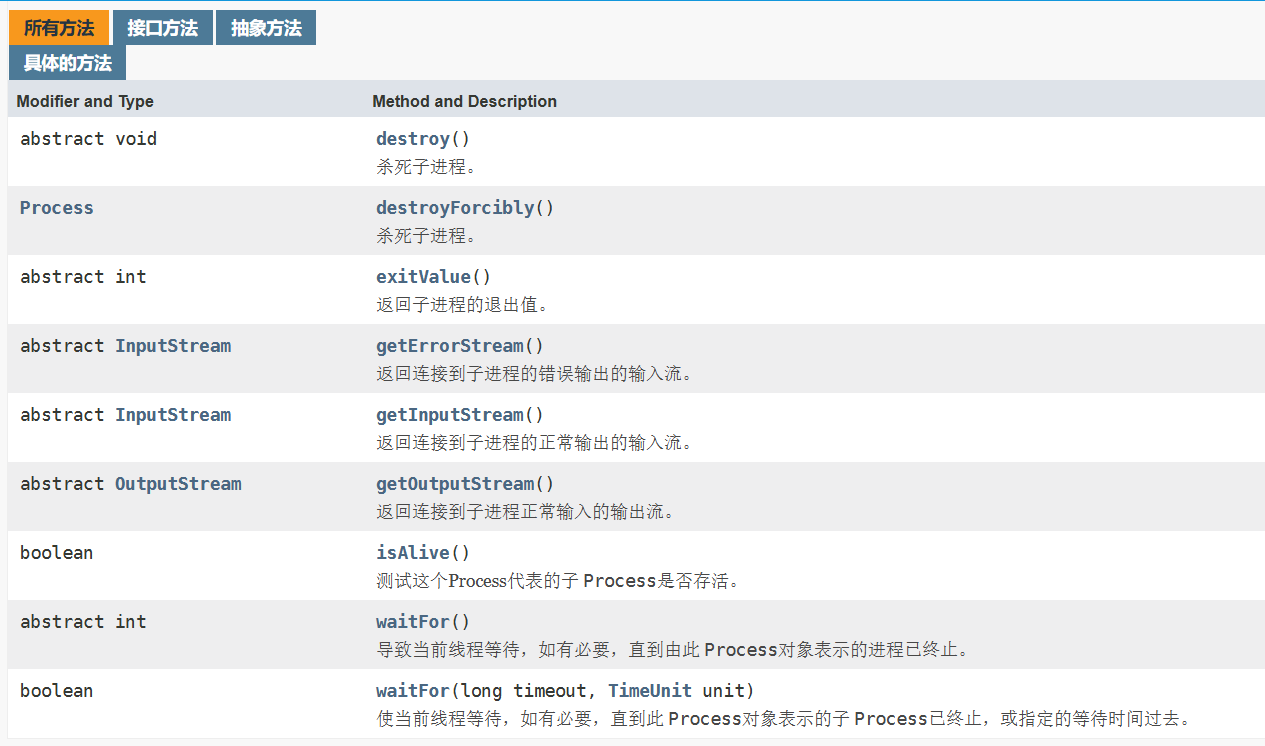 所有方法 接口方法 抽象方法
具体的方法
Modifier and Type Method and Description
abstract void destroy()
杀死子进程。
Process destroyForcibly()
杀死子进程。
abstract int exitValue()
返回子进程的退出值。
abstract InputStream getErrorStream()
返回连接到子进程的错误输出的输入流。
abstract InputStream getInputStream()
返回连接到子进程的正常输出的输入流。
abstract OutputStream getOutputStream()
返回连接到子进程正常输入的输出流。
boolean isAlive()
测试这个Process代表的子Process是否存活。
abstract int waitFor()
导致当前线程等待，如有必要，直到由此Process对象表示的进程已终止。
boolean waitFor(long timeout, TimeUnit unit)
使当前线程等待，如有必要，直到此Process对象表示的子Process已终止，或指定的等待时间过去。